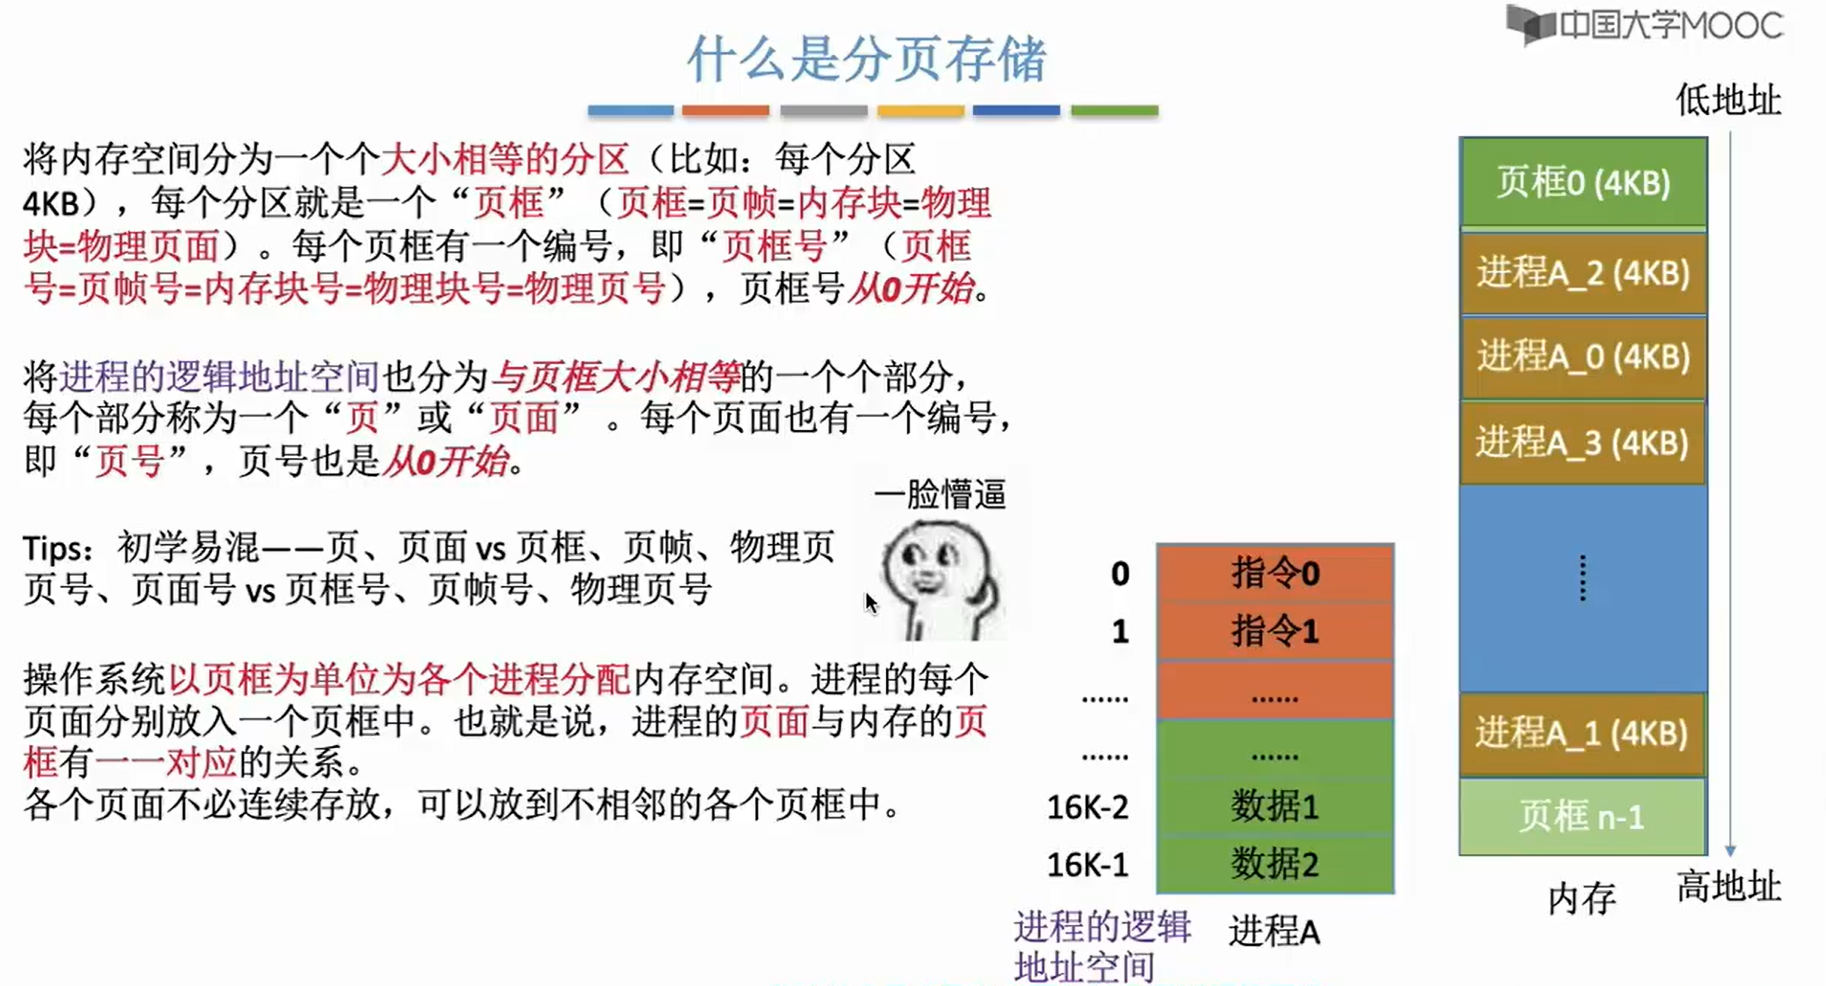 中国大学MOOC
什么是分页存储
将内存空间分为一个个大小相等的分区（比如：每个分区
4KB），每个分区就是一个“页框”（页框=页帧=内存块=物理
块=物理页面）。每个页框有一个编号，即“页框号”（页框
号=页帧号=内存块号=物理块号=物理页号），页框号从0开始。
将进程的逻辑地址空间也分为与页框大小相等的一个个部分，
每个部分称为一个“页”或“页面” 。每个页面也有一个编号，
即“页号”，页号也是从0开始。
Tips：初学易混——页、页面 vs 页框、页帧、物理页
页号、页面号 vs 页框号、页帧号、物理页号
一脸懵逼
操作系统以页框为单位为各个进程分配内存空间。进程的每个
页面分别放入一个页框中。也就是说，进程的页面与内存的页
框有一一对应的关系。
各个页面不必连续存放，可以放到不相邻的各个页框中。
0 指令0
1 指令1
…… ……
…… ……
16K-2 数据1
16K-1 数据2
进程的逻辑
地址空间
进程A
低地址
页框0 (4KB)
进程A_2 (4KB)
进程A_0 (4KB)
进程A_3 (4KB)
……
进程A_1 (4KB)
页框 n-1
内存
高地址